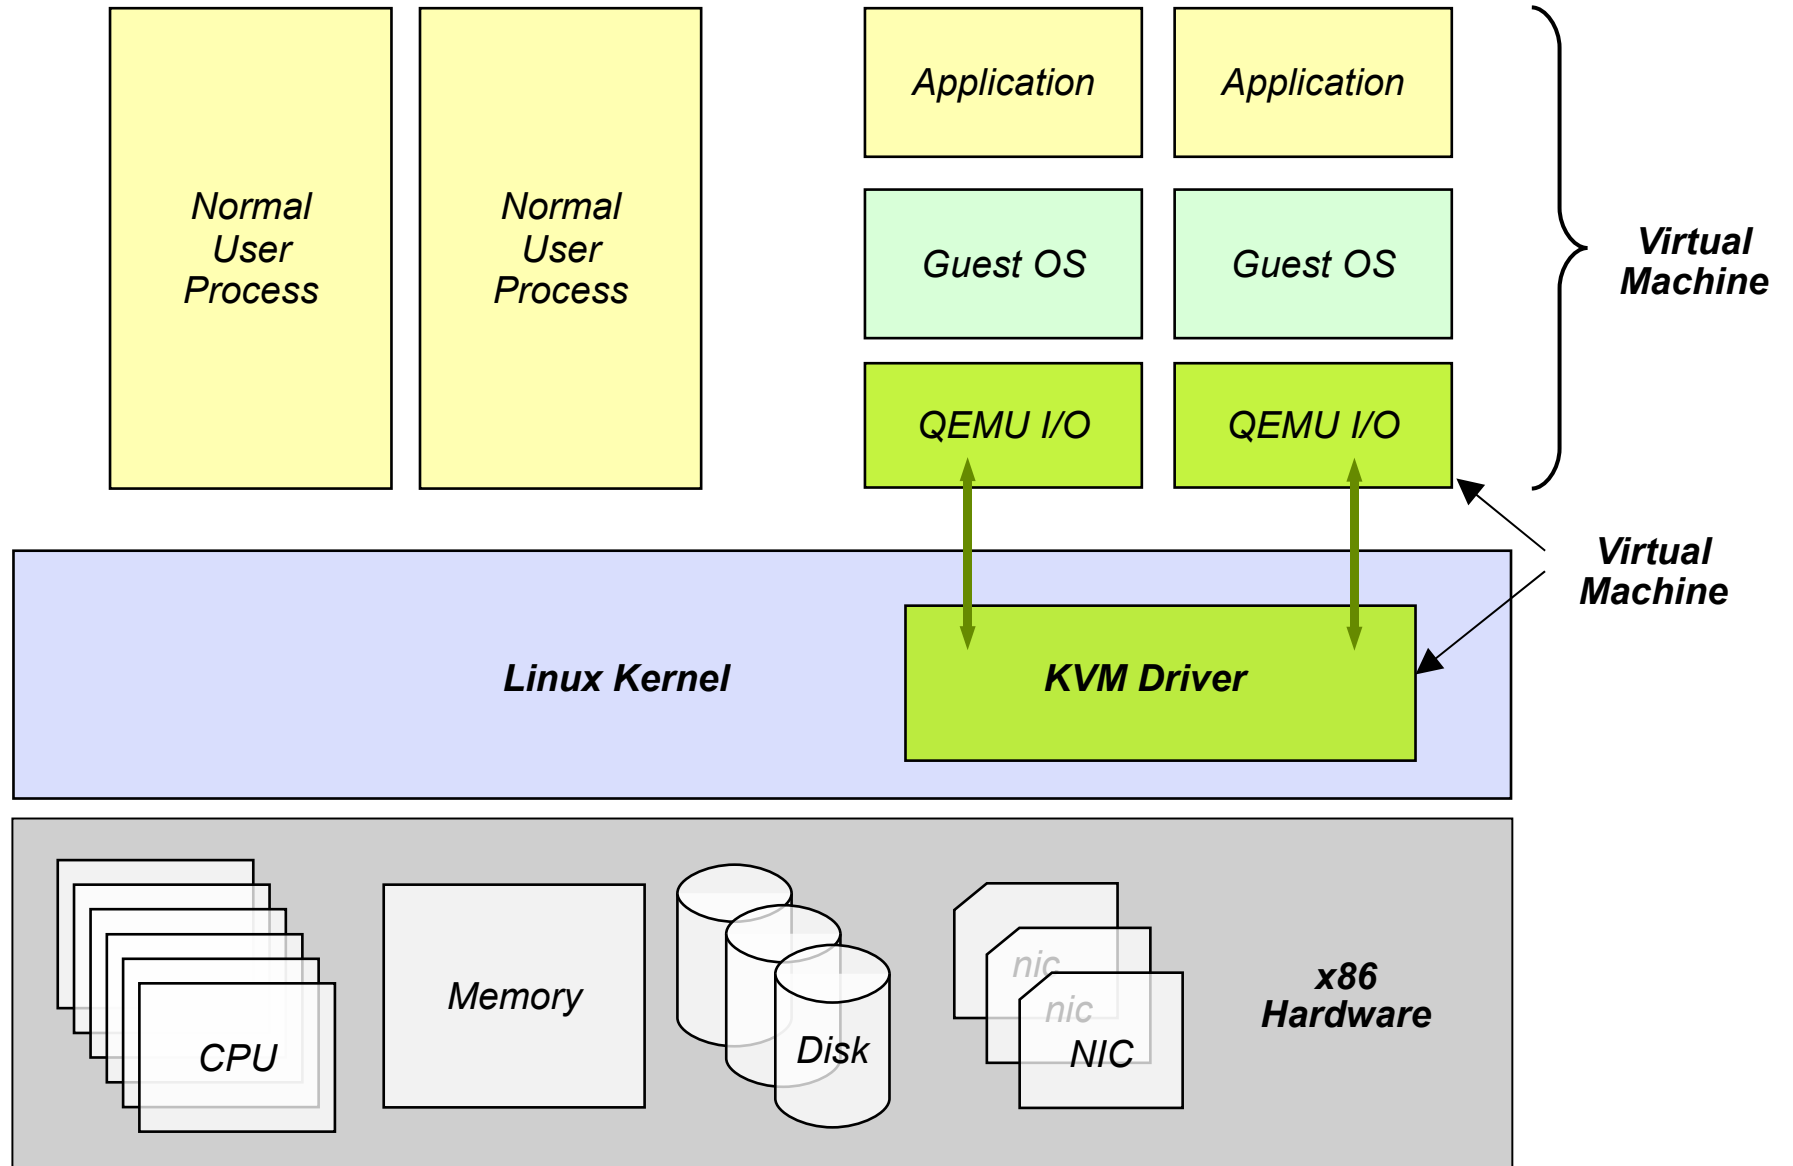 Application
Application
Normal
User
Process
Normal
User
Process
Guest OS
Guest OS
Virtual
Machine
QEMU I/O
QEMU I/O
Virtual
Machine
Linux Kernel
KVM Driver
CPU
Memory
Disk
nic
nic
NIC
x86
Hardware